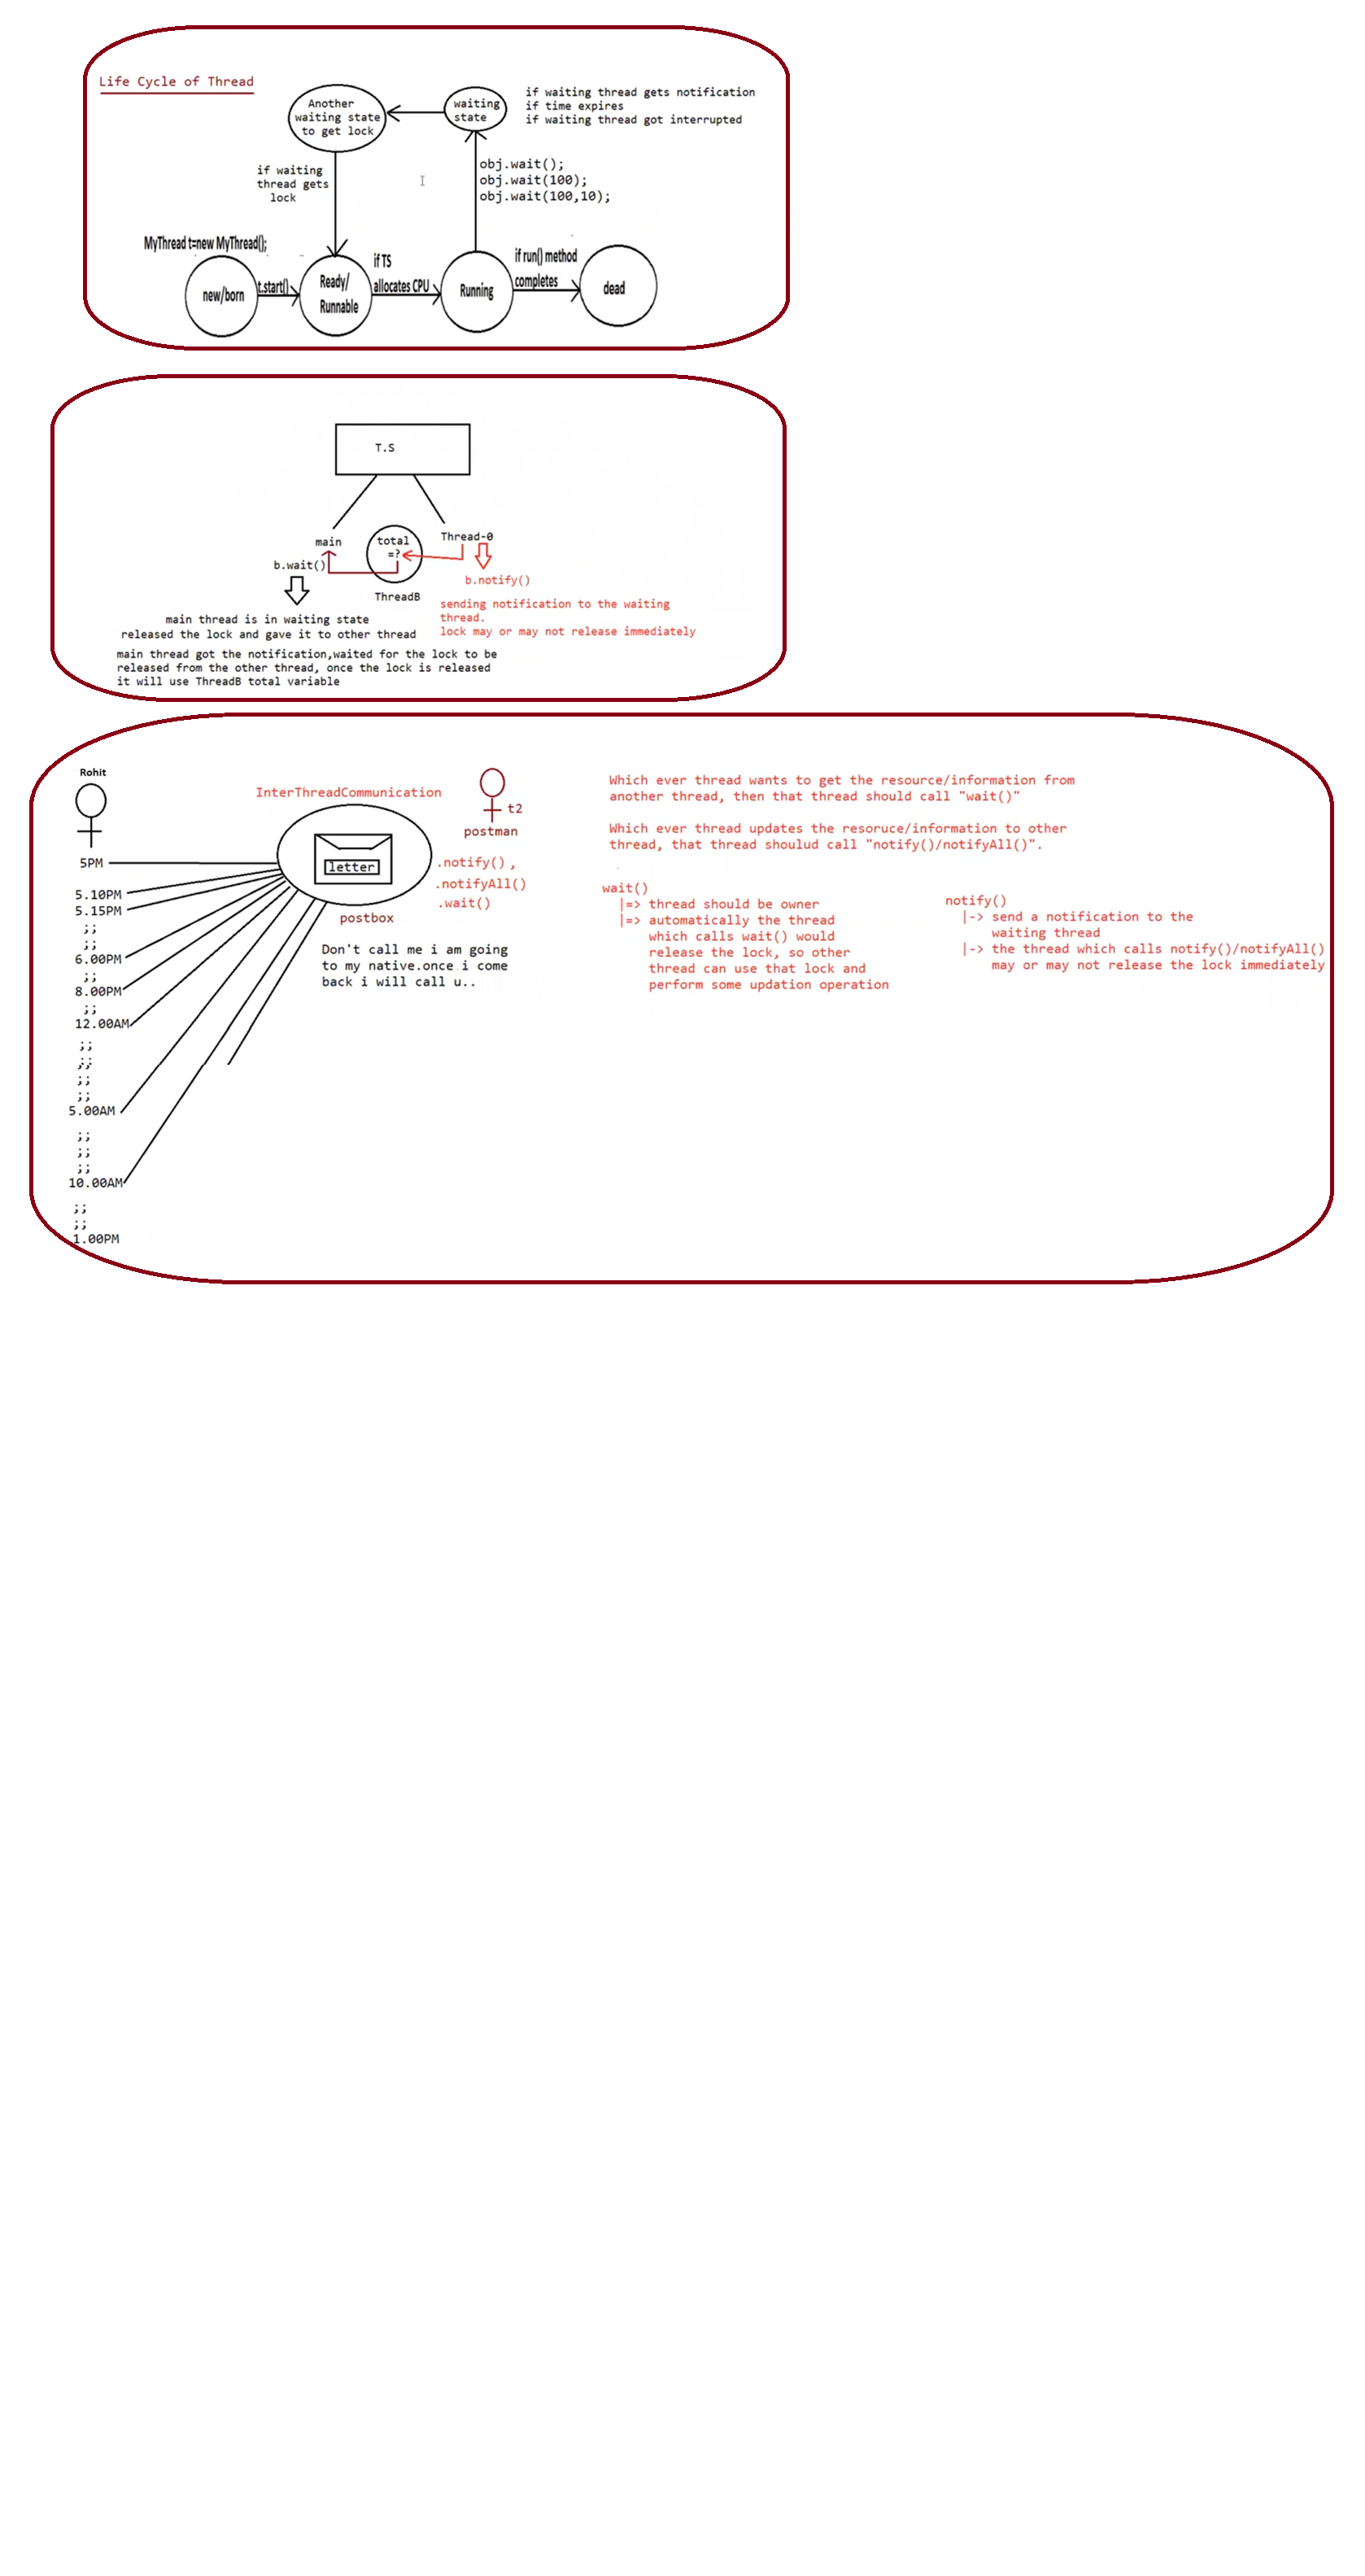 Life Cycle of Thread
Another
waiting state
to get lock
waiting
state
if waiting thread gets notification
if time expires
if waiting thread got interrupted
if waiting
thread gets
lock
obj.wait();
obj.wait(100);
obj.wait(100,10);
MyThread t=new MyThread();
new/born
t.start()
Ready/
Runnable
if TS
allocates CPU
Running
if run() method
completes
dead
T.S
main
total
=?
Thread-0
b.wait()
b.notify()
ThreadB
main thread is in waiting state
released the lock and gave it to other thread
sending notification to the waiting
thread.
lock may or may not release immediately
main thread got the notification,waited for the lock to be
released from the other thread, once the lock is released
it will use ThreadB total variable
Rohit
InterThreadCommunication
letter
postbox
t2
postman
.notify(),
.notifyAll()
.wait()
Don't call me i am going
to my native.once i come
back i will call u..
5PM
5.10PM
5.15PM
;;
;;
6.00PM
;;
8.00PM
;;
12.00AM
;;
;;
;;
;;
5.00AM
;;
;;
;;
10.00AM
;;
;;
1.00PM
Which ever thread wants to get the resource/information from
another thread, then that thread should call "wait()"
Which ever thread updates the resoruce/information to other
thread, that thread shoulud call "notify()/notifyAll()".
wait()
|=> thread should be owner
|=> automatically the thread
which calls wait() would
release the lock, so other
thread can use that lock and
perform some updation operation
notify()
|-> send a notification to the
waiting thread
|-> the thread which calls notify()/notifyAll()
may or may not release the lock immediately